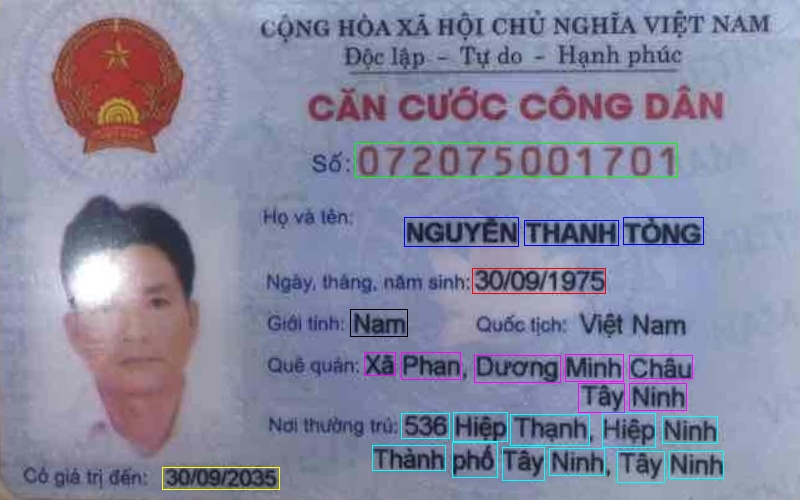 CỘNG HÒA XÃ HỘI CHỦ NGHĨA VIỆT NAM
Độc lập – Tự do – Hạnh phúc
CĂN CƯỚC CÔNG DÂN
Số: 072075001701
Họ và tên:
NGUYỄN THANH TÒNG
Ngày, tháng, năm sinh: 30/09/1975
Giới tính: Nam Quốc tịch: Việt Nam
Quê quán: Xã Phan, Dương Minh Châu
Tây Ninh
Nơi thường trú: 536 Hiệp Thạnh, Hiệp Ninh
Thành phố Tây Ninh, Tây Ninh
Có giá trị đến: 30/09/2035